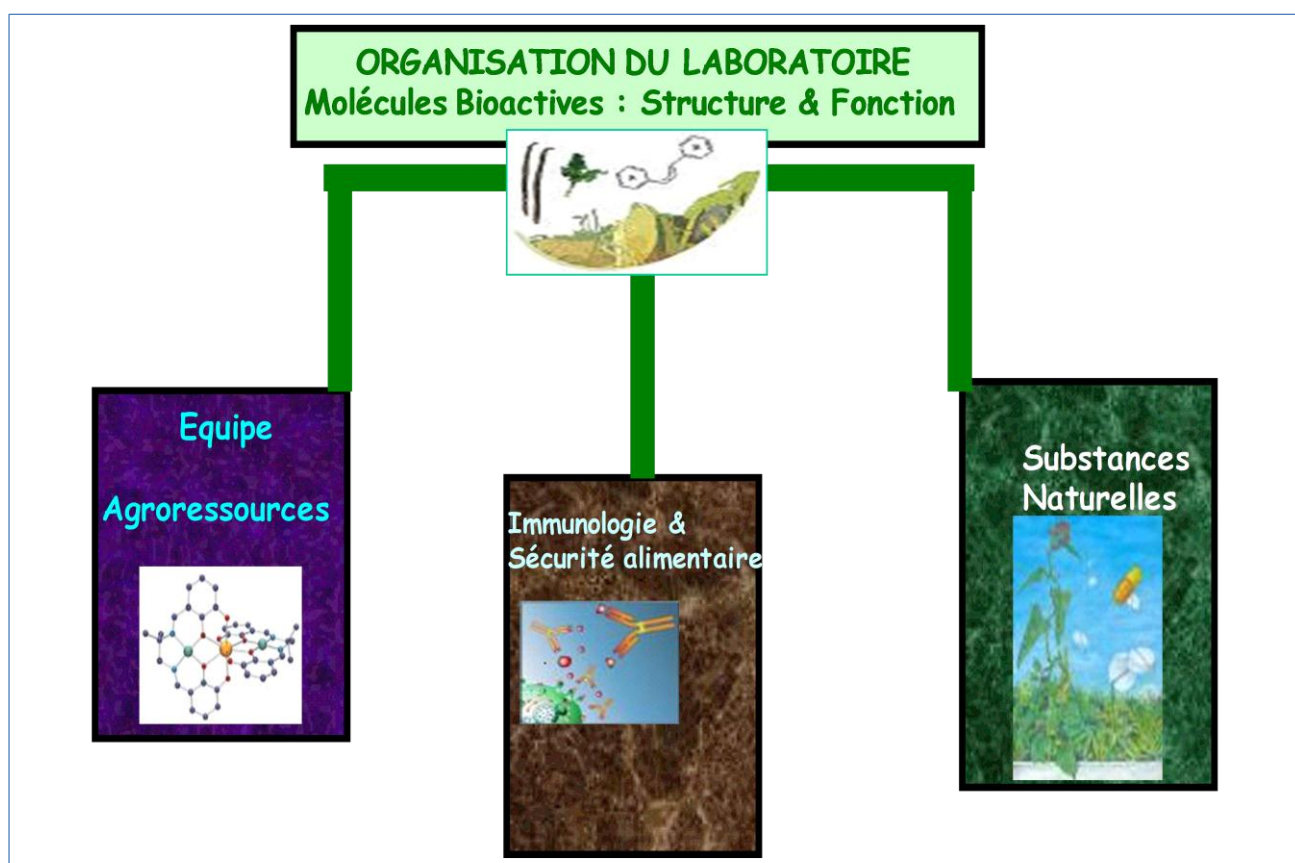 ORGANISATION DU LABORATOIRE
Molécules Bioactives : Structure & Fonction
Equipe
Agroressources
Immunologie &
Sécurité alimentaire
Substances
Naturelles